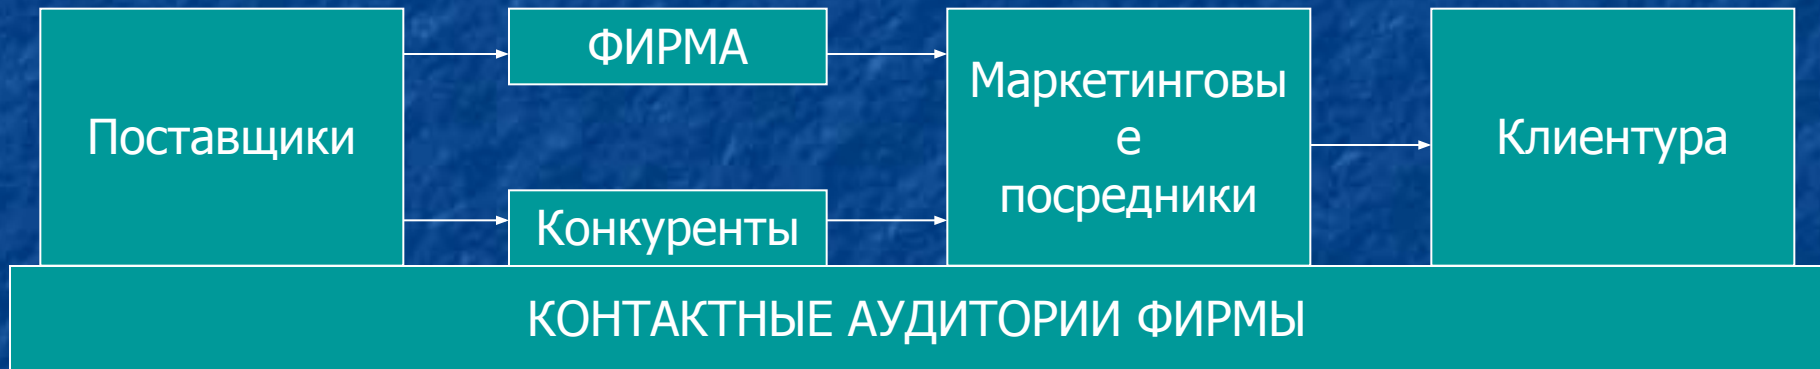 Поставщики
ФИРМА
Конкуренты
Маркетинговы
е
посредники
Клиентура
КОНТАКТНЫЕ АУДИТОРИИ ФИРМЫ